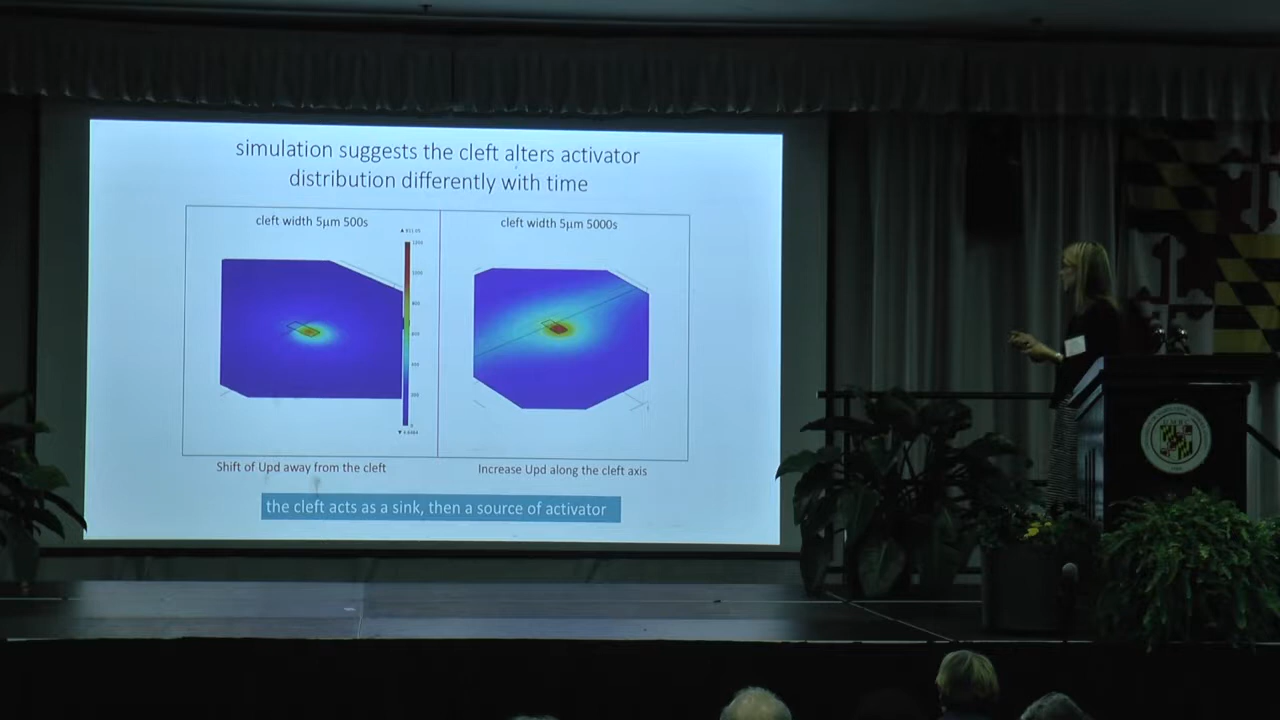 simulation suggests the cleft alters activator
distribution differently with time
cleft width 5μm 500s
cleft width 5μm 5000s
Shift of Upd away from the cleft
Increase Upd along the cleft axis
the cleft acts as a sink, then a source of activator